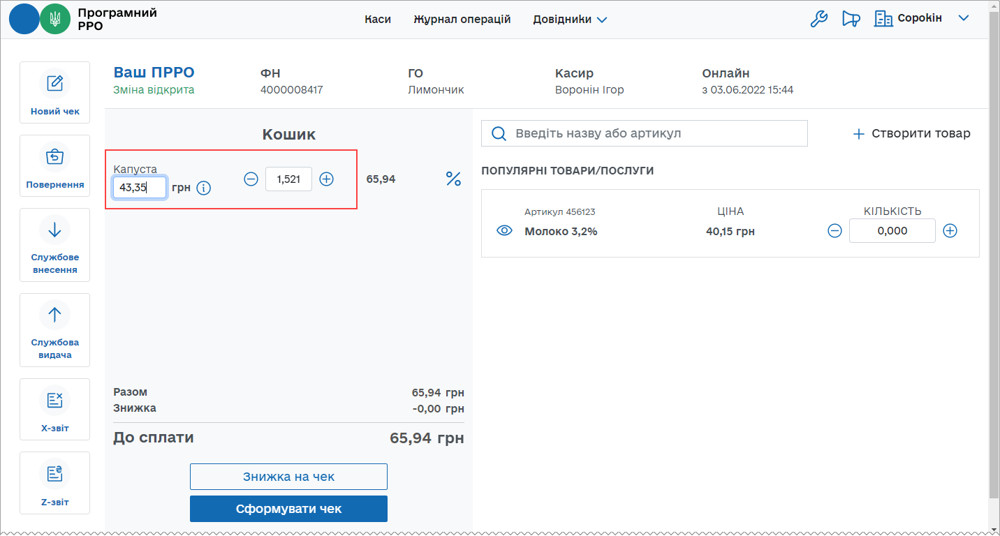 Програмний
РРО
Каси
Журнал операцій
Довідники
Сорокін
Новий чек
Повернення
Службове
внесення
Службова
видача
Х-звіт
Z-звіт
Ваш ПРРО
Зміна відкрита
ФН
4000008417
ГО
Лимончик
Касир
Воронін Ігор
Онлайн
з 03.06.2022 15:44
Кошик
Капуста
43,35 грн
1,521
65,94
Разом 65,94 грн
Знижка -0,00 грн
До сплати 65,94 грн
Знижка на чек
Сформувати чек
Введіть назву або артикул
Створити товар
ПОПУЛЯРНІ ТОВАРИ/ПОСЛУГИ
Артикул 456123
Молоко 3,2%
ЦІНА
40,15 грн
КІЛЬКІСТЬ
0,000